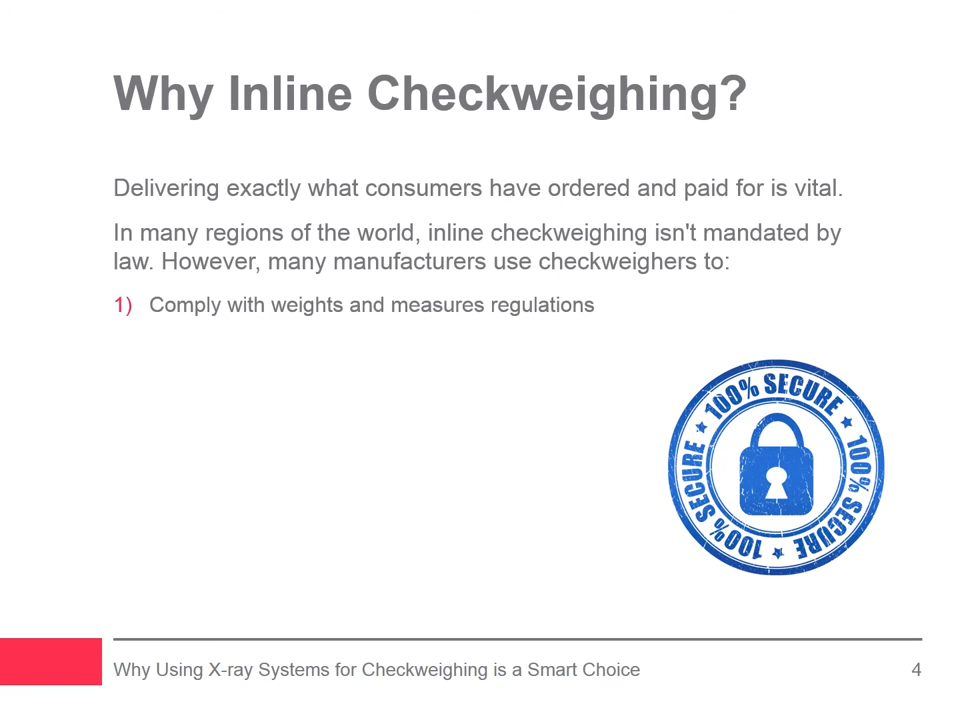 Why Inline Checkweighing?
Delivering exactly what consumers have ordered and paid for is vital.
In many regions of the world, inline checkweighing isn't mandated by
law. However, many manufacturers use checkweighers to:
1) Comply with weights and measures regulations
100% SECURE ★ 100% SECURE ★ 100% SECURE ★
Why Using X-ray Systems for Checkweighing is a Smart Choice 4